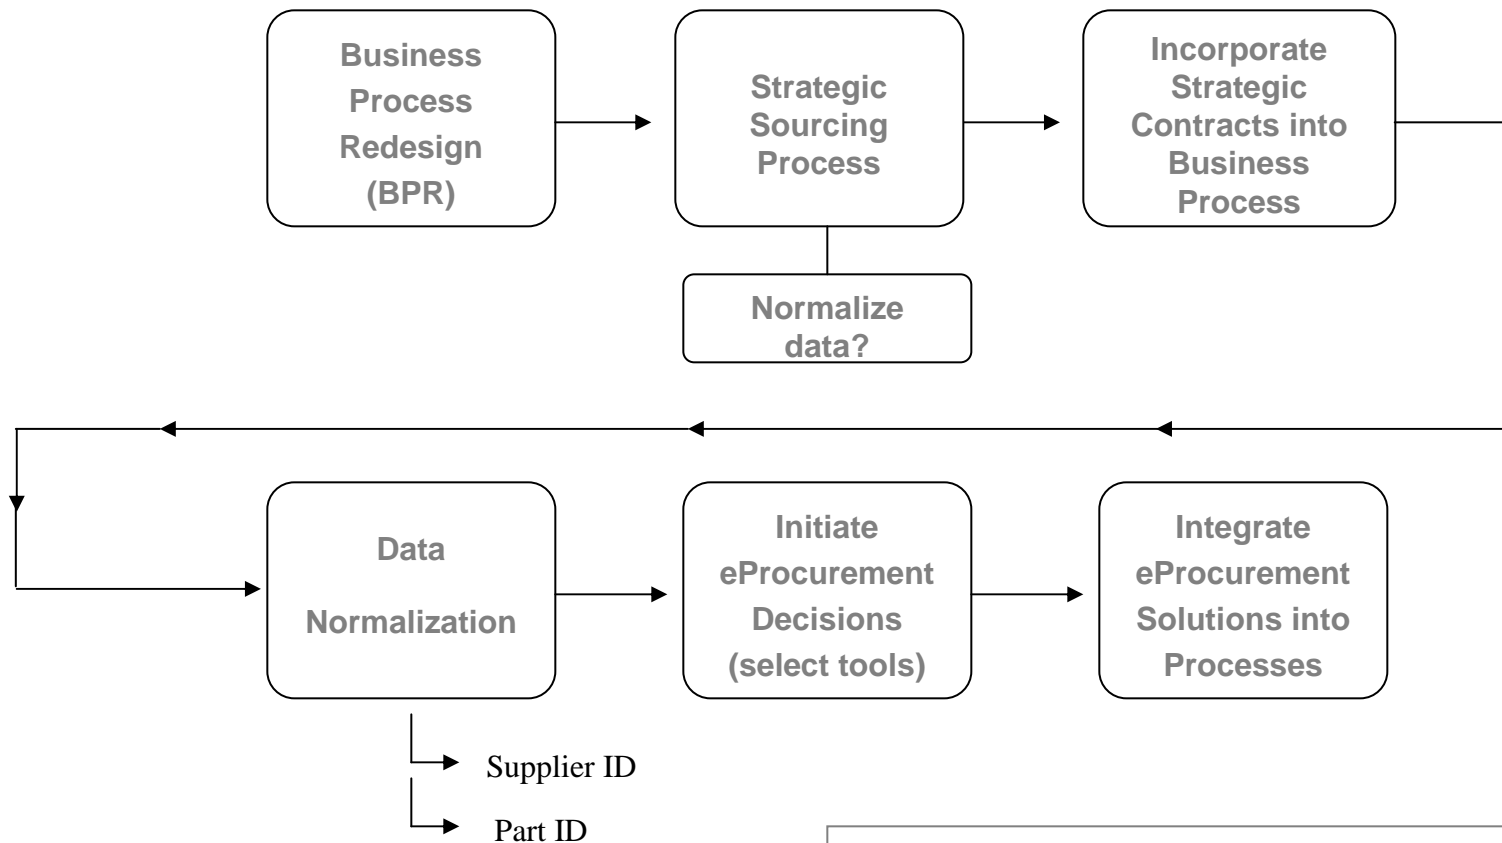 Business
Process
Redesign
(BPR)
Strategic
Sourcing
Process
Incorporate
Strategic
Contracts into
Business
Process
Normalize
data?
Data
Normalization
Initiate
eProcurement
Decisions
(select tools)
Integrate
eProcurement
Solutions into
Processes
Supplier ID
Part ID